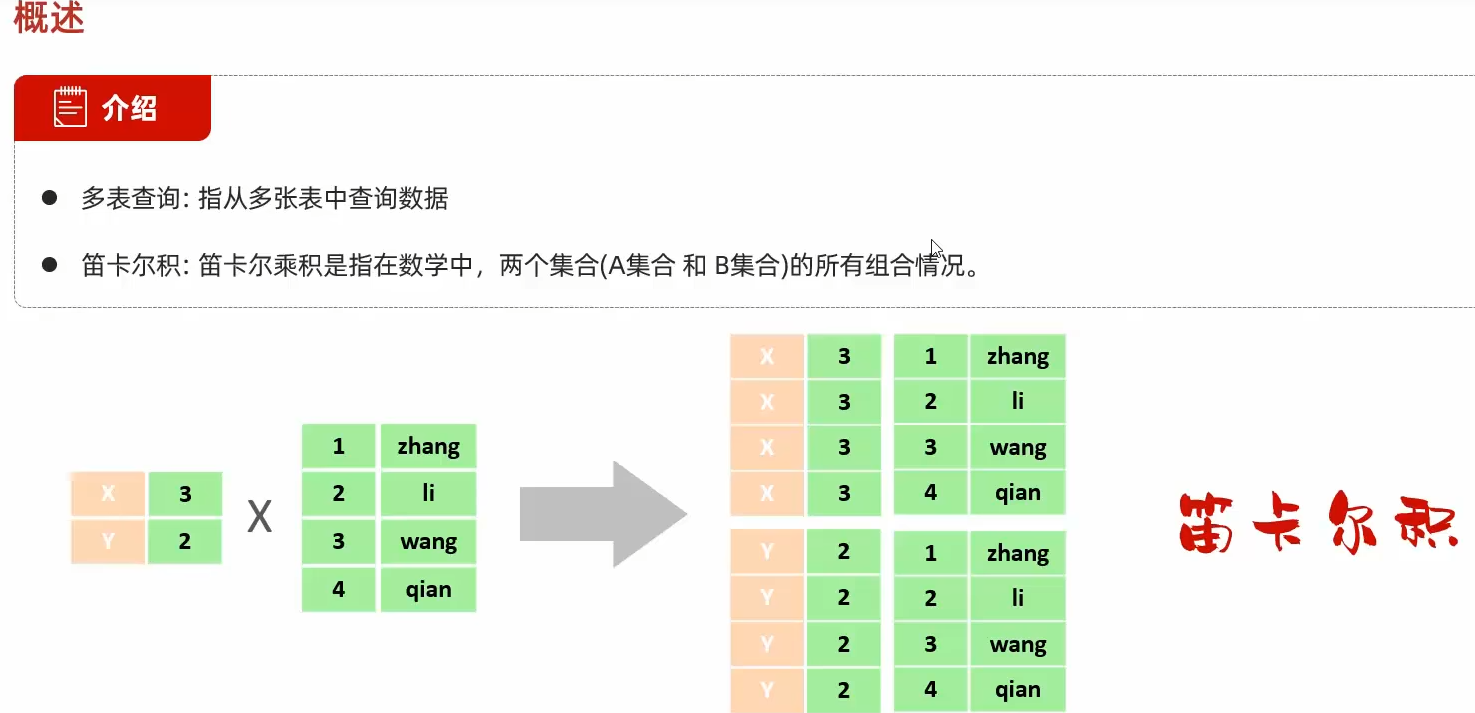 概述
介绍
多表查询: 指从多张表中查询数据
笛卡尔积: 笛卡尔乘积是指在数学中，两个集合(A集合 和 B集合)的所有组合情况。
X 3 1 zhang
X 3 2 li
X 3 3 wang
X 3 4 qian
1 zhang
2 li
3 wang
4 qian
X 3
Y 2
X
笛卡尔积
Y 2 1 zhang
Y 2 2 li
Y 2 3 wang
Y 2 4 qian